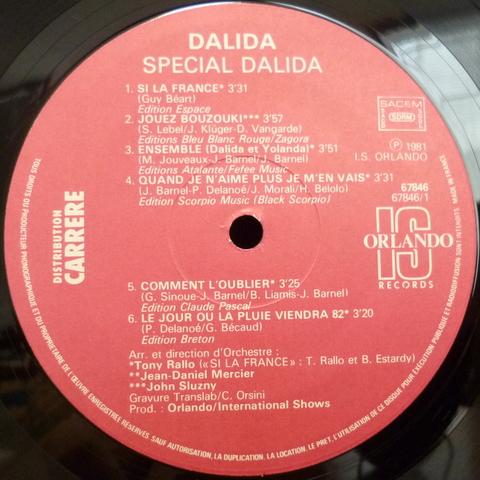 DALIDA
SPECIAL DALIDA
1. SI LA FRANCE* 3'31
(Guy Béart)
Edition Espace
2. JOUEZ BOUZOUKI*** 3'57
(S. Lebel/J. Klüger-D. Vangarde)
Editions Bleu Blanc Rouge/Zagora
3. ENSEMBLE (Dalida et Yolanda)* 3'51
(M. Jouveaux-J. Barnel/J. Barnel)
Editions Atalante/Fefee Music
4. QUAND JE N'AIME PLUS JE M'EN VAIS* 4'31
(J. Barnel-P. Delanoé/J. Morali/H. Belolo)
Edition Scorpio Music (Black Scorpio)
SACEM
SDRM
℗ 1981
I.S. ORLANDO
67846
67846/1
IS
ORLANDO
RECORDS
DISTRIBUTION
CARRERE
5. COMMENT L'OUBLIER* 3'25
(G. Sinoue-J. Barnel/B. Liamis-J. Barnel)
Edition Claude Pascal
6. LE JOUR OU LA PLUIE VIENDRA 82* 3'20
(P. Delanoé/G. Bécaud)
Edition Breton
Arr. et direction d'Orchestre :
*Tony Rallo (« SI LA FRANCE » : T. Rallo et B. Estardy)
**Jean-Daniel Mercier
***John Sluzny
Gravure Translab/C. Orsini
Prod. : Orlando/International Shows
TOUS DROITS DU PRODUCTEUR PHONOGRAPHIQUE ET DU PROPRIETAIRE DE L'ŒUVRE ENREGISTREE RESERVES SAUF AUTORISATION, LA DUPLICATION, LA LOCATION, LE PRET, L'UTILISATION DE CE DISQUE POUR EXECUTION PUBLIQUE ET RADIODIFFUSION SONT INTERDITES MADE IN FRANCE